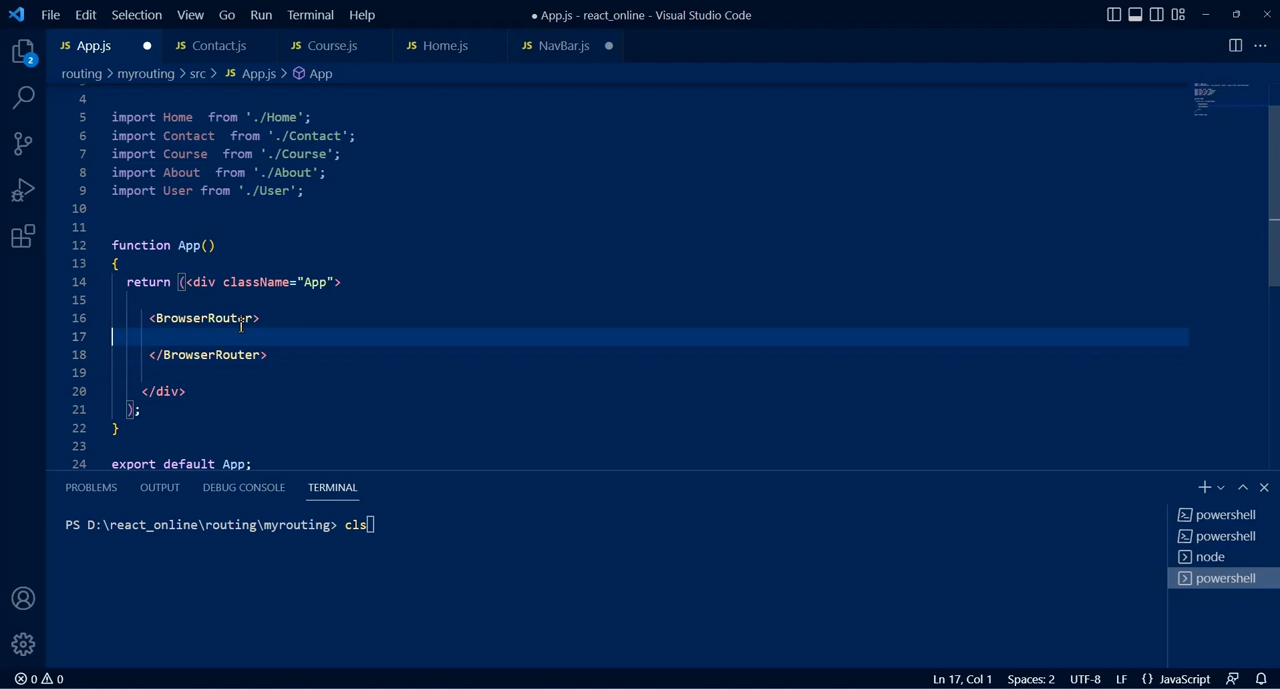 File Edit Selection View Go Run Terminal Help
● App.js - react_online - Visual Studio Code
JS App.js
JS Contact.js
JS Course.js
JS Home.js
JS NavBar.js
routing > myrouting > src > JS App.js > App
2
4
5 import Home  from './Home';
6 import Contact  from './Contact';
7 import Course  from './Course';
8 import About  from './About';
9 import User from './User';
10
11
12 function App()
13 {
14 return (<div className="App">
15
16 <BrowserRouter>
17
18 </BrowserRouter>
19
20 </div>
21 );
22 }
23
24 export default App;
PROBLEMS OUTPUT DEBUG CONSOLE TERMINAL
PS D:\react_online\routing\myrouting> cls
powershell
powershell
node
powershell
0 0
Ln 17, Col 1 Spaces: 2 UTF-8 LF {} JavaScript